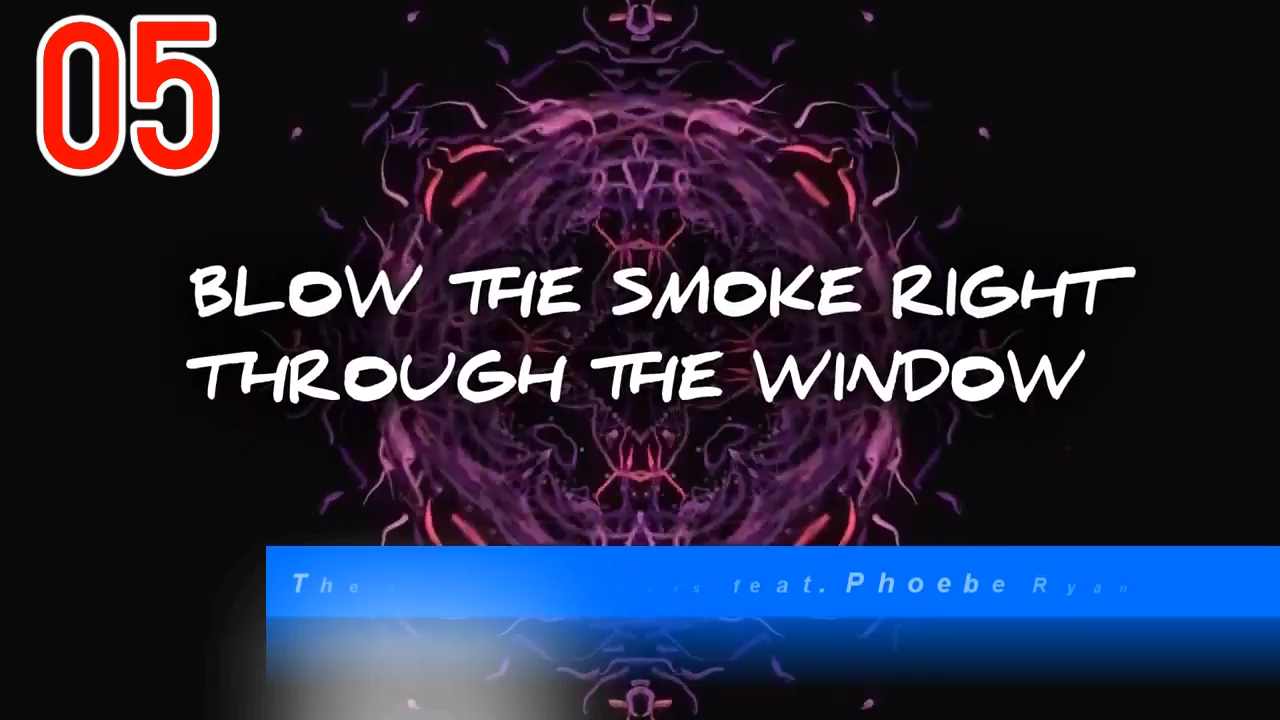 05
BLOW THE SMOKE RIGHT
THROUGH THE WINDOW
The feat. Phoebe Ryan